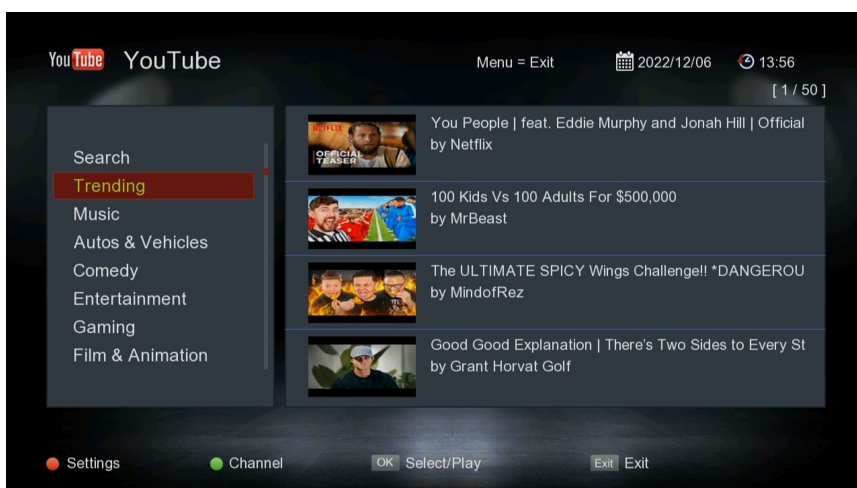 YouTube YouTube Menu = Exit 2022/12/06 13:56
[ 1 / 50 ]
Search
Trending
Music
Autos & Vehicles
Comedy
Entertainment
Gaming
Film & Animation
NETFLIX
OFFICIAL
TEASER
You People | feat. Eddie Murphy and Jonah Hill | Official
by Netflix
100 Kids Vs 100 Adults For $500,000
by MrBeast
The ULTIMATE SPICY Wings Challenge!! *DANGEROU
by MindofRez
Good Good Explanation | There's Two Sides to Every St
by Grant Horvat Golf
Settings Channel OK Select/Play Exit Exit